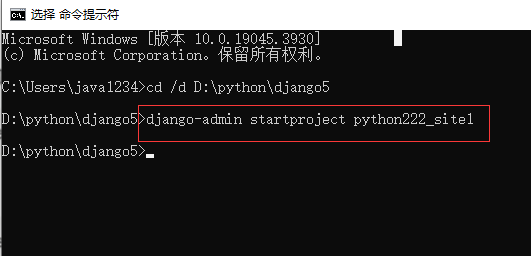 选择 命令提示符
Microsoft Windows [版本 10.0.19045.3930]
(c) Microsoft Corporation。保留所有权利。
C:\Users\java1234>cd /d D:\python\django5
D:\python\django5>django-admin startproject python222_site1
D:\python\django5>